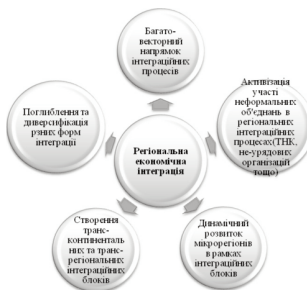 Багато-
векторний
напрямок
інтеграційних
процесів
Активізація
участі
неформальних
об'єднань в
регіональних
інтеграційних
процесах(ТНК,
не-урядових
організацій
тощо)
Динамічний
розвиток
мікрорегіонів
в рамках
інтеграційних
блоків
Створення
транс-
континенталь
них та транс-
регіональних
інтеграційних
блоків
Поглиблення та
диверсифікація
рзних форм
інтеграції
Регіональна
економічна
інтеграція